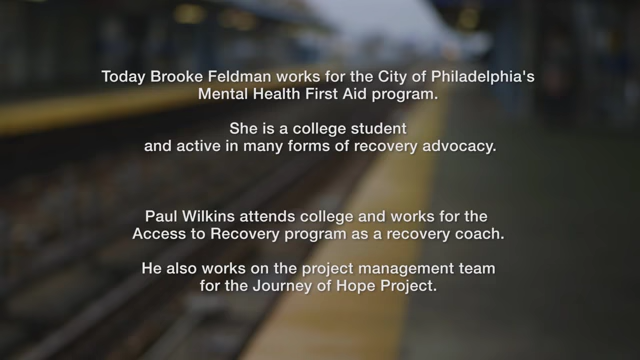 Today Brooke Feldman works for the City of Philadelphia's
Mental Health First Aid program.
She is a college student
and active in many forms of recovery advocacy.
Paul Wilkins attends college and works for the
Access to Recovery program as a recovery coach.
He also works on the project management team
for the Journey of Hope Project.